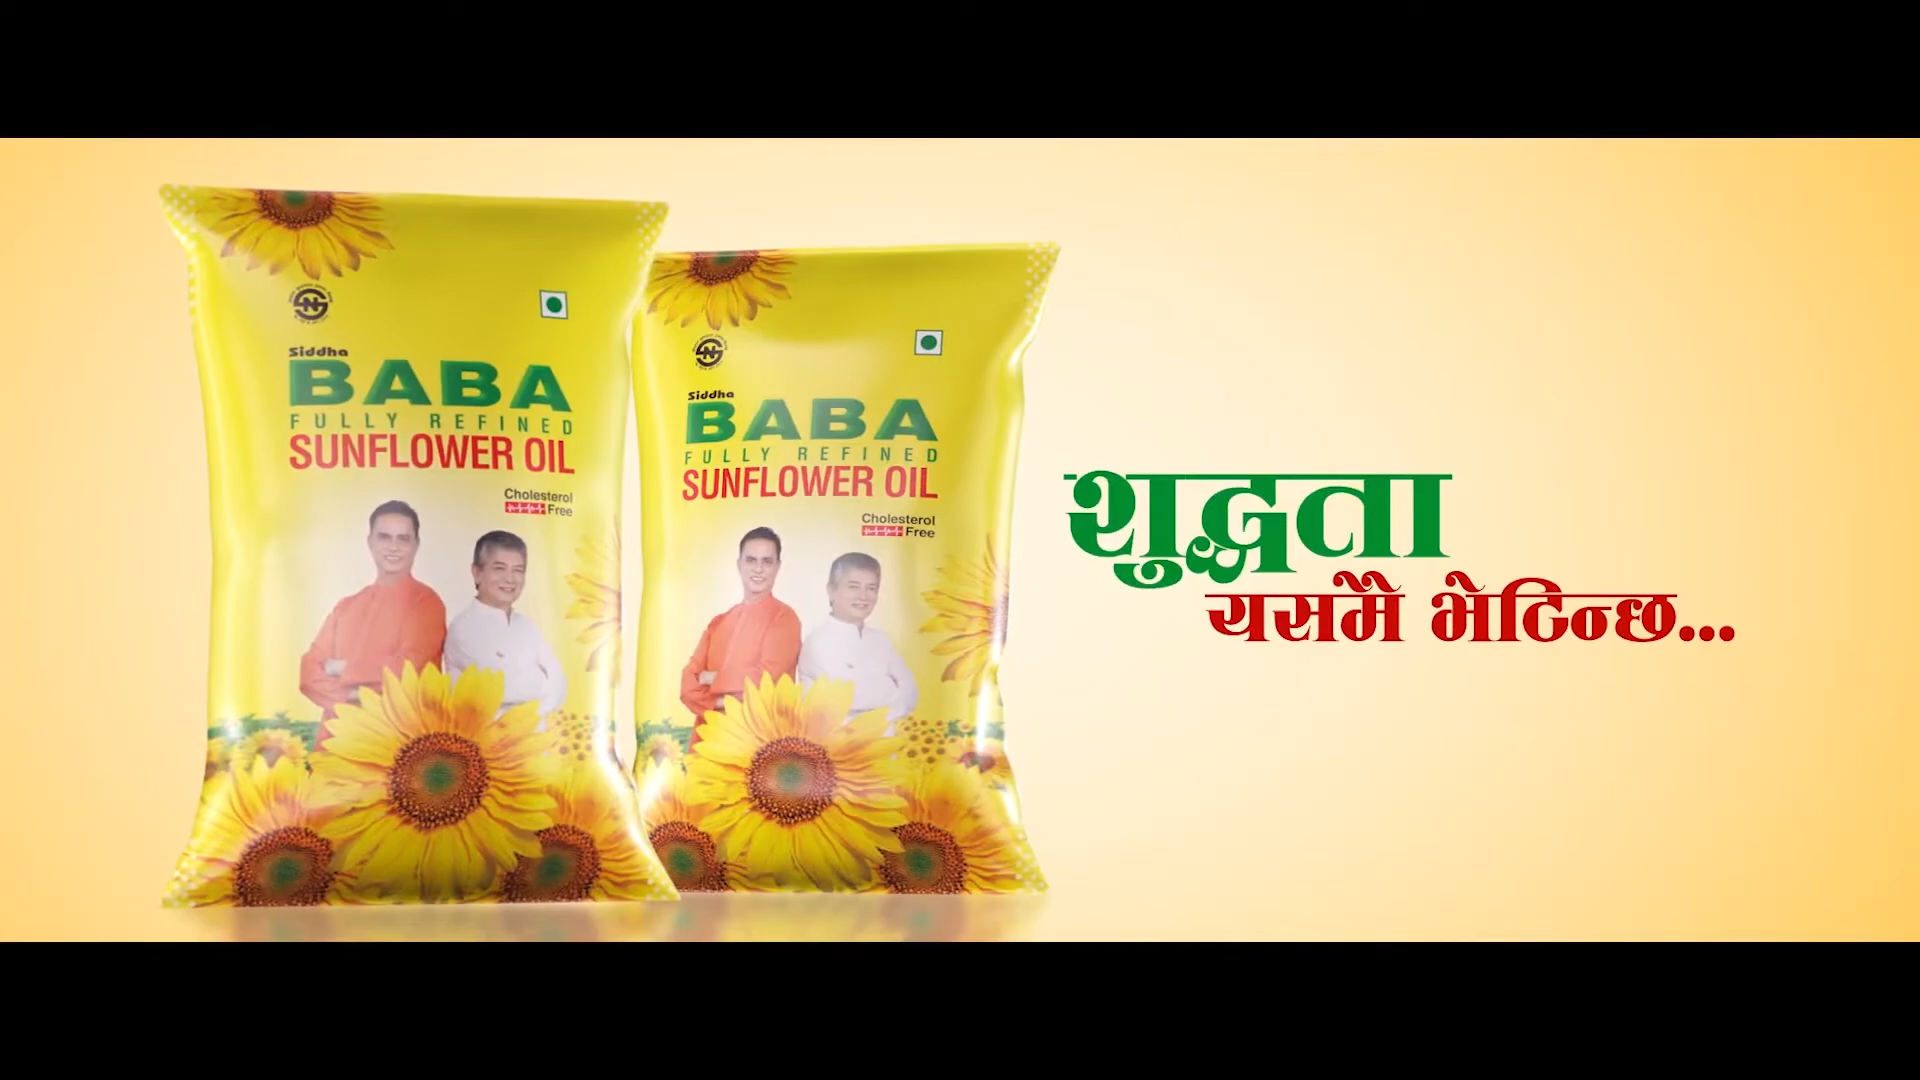 Siddha
BABA
FULLY REFINED
SUNFLOWER OIL
Cholesterol
Free
Siddha
BABA
FULLY REFINED
SUNFLOWER OIL
Cholesterol
Free
शुद्धता
यसमै भेटिन्छ...